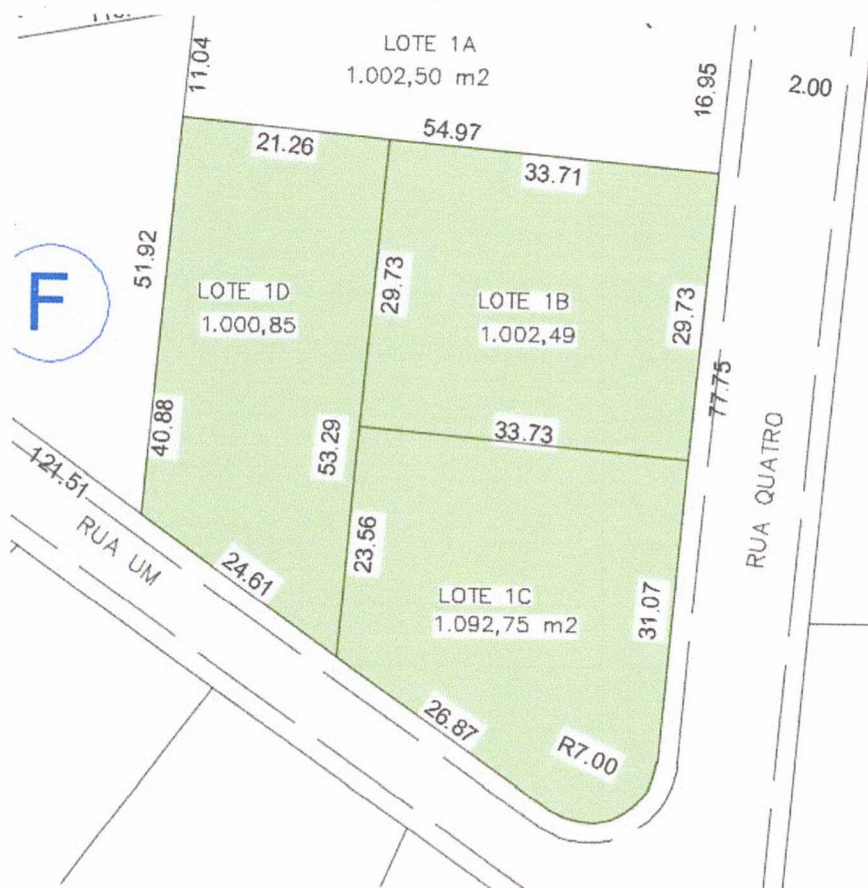 LOTE 1A
1.002,50 m2
11.04
16.95
2.00
54.97
21.26
33.71
51.92
F
LOTE 1D
1.000,85
29.73
LOTE 1B
1.002,49
29.73
77.75
40.88
53.29
33.73
RUA QUATRO
121.51
RUA UM
24.61
23.56
LOTE 1C
1.092,75 m2
31.07
26.87
R7.00